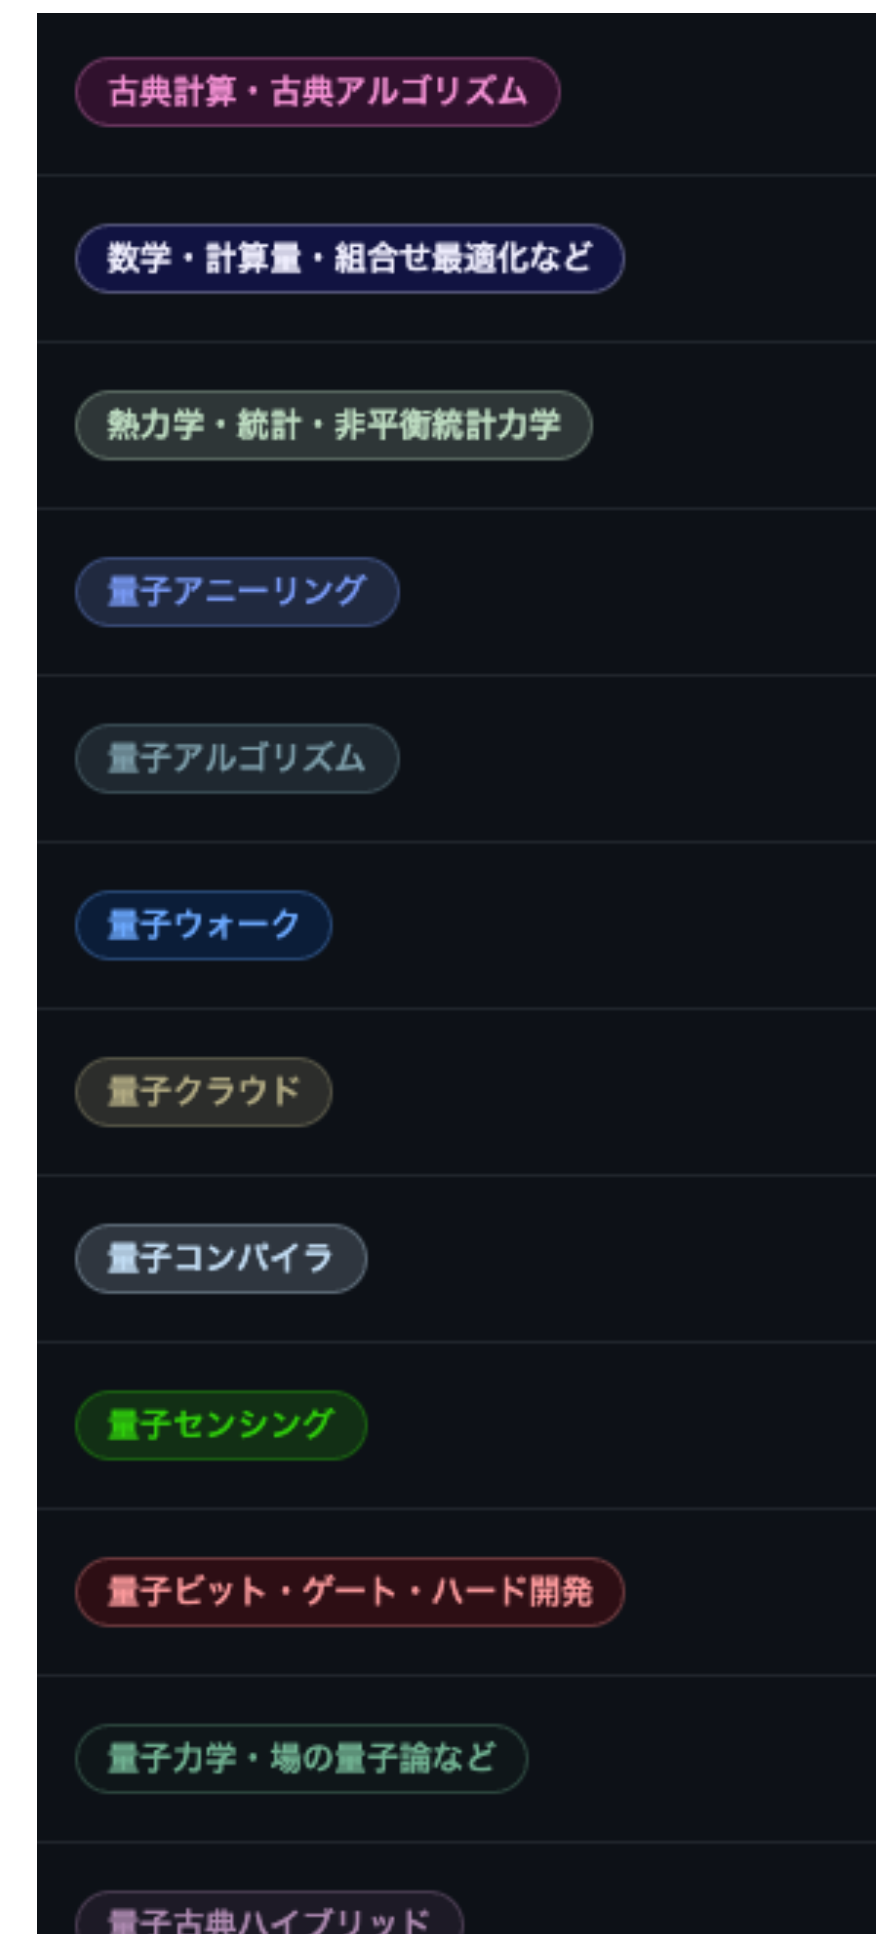 古典計算・古典アルゴリズム
数学・計算量・組合せ最適化など
熱力学・統計・非平衡統計力学
量子アニーリング
量子アルゴリズム
量子ウォーク
量子クラウド
量子コンパイラ
量子センシング
量子ビット・ゲート・ハード開発
量子力学・場の量子論など
量子古典ハイブリッド